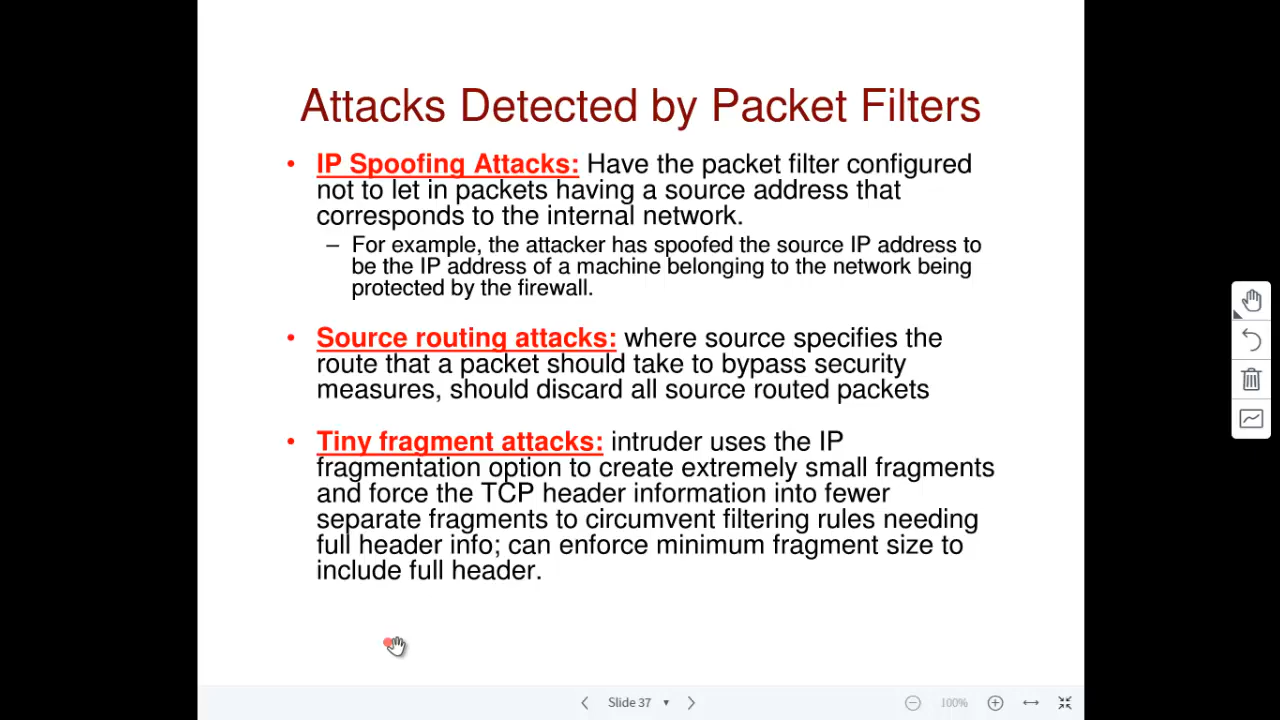 Attacks Detected by Packet Filters
• IP Spoofing Attacks: Have the packet filter configured
not to let in packets having a source address that
corresponds to the internal network.
– For example, the attacker has spoofed the source IP address to
be the IP address of a machine belonging to the network being
protected by the firewall.
• Source routing attacks: where source specifies the
route that a packet should take to bypass security
measures, should discard all source routed packets
• Tiny fragment attacks: intruder uses the IP
fragmentation option to create extremely small fragments
and force the TCP header information into fewer
separate fragments to circumvent filtering rules needing
full header info; can enforce minimum fragment size to
include full header.
Slide 37
100%